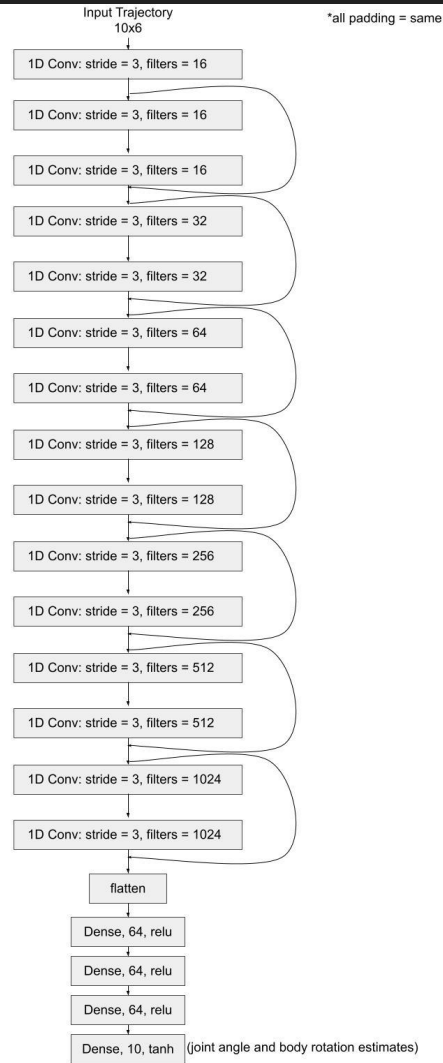 Input Trajectory
10x6
*all padding = same
1D Conv: stride = 3, filters = 16
1D Conv: stride = 3, filters = 16
1D Conv: stride = 3, filters = 16
1D Conv: stride = 3, filters = 32
1D Conv: stride = 3, filters = 32
1D Conv: stride = 3, filters = 64
1D Conv: stride = 3, filters = 64
1D Conv: stride = 3, filters = 128
1D Conv: stride = 3, filters = 128
1D Conv: stride = 3, filters = 256
1D Conv: stride = 3, filters = 256
1D Conv: stride = 3, filters = 512
1D Conv: stride = 3, filters = 512
1D Conv: stride = 3, filters = 1024
1D Conv: stride = 3, filters = 1024
flatten
Dense, 64, relu
Dense, 64, relu
Dense, 64, relu
Dense, 10, tanh (joint angle and body rotation estimates)